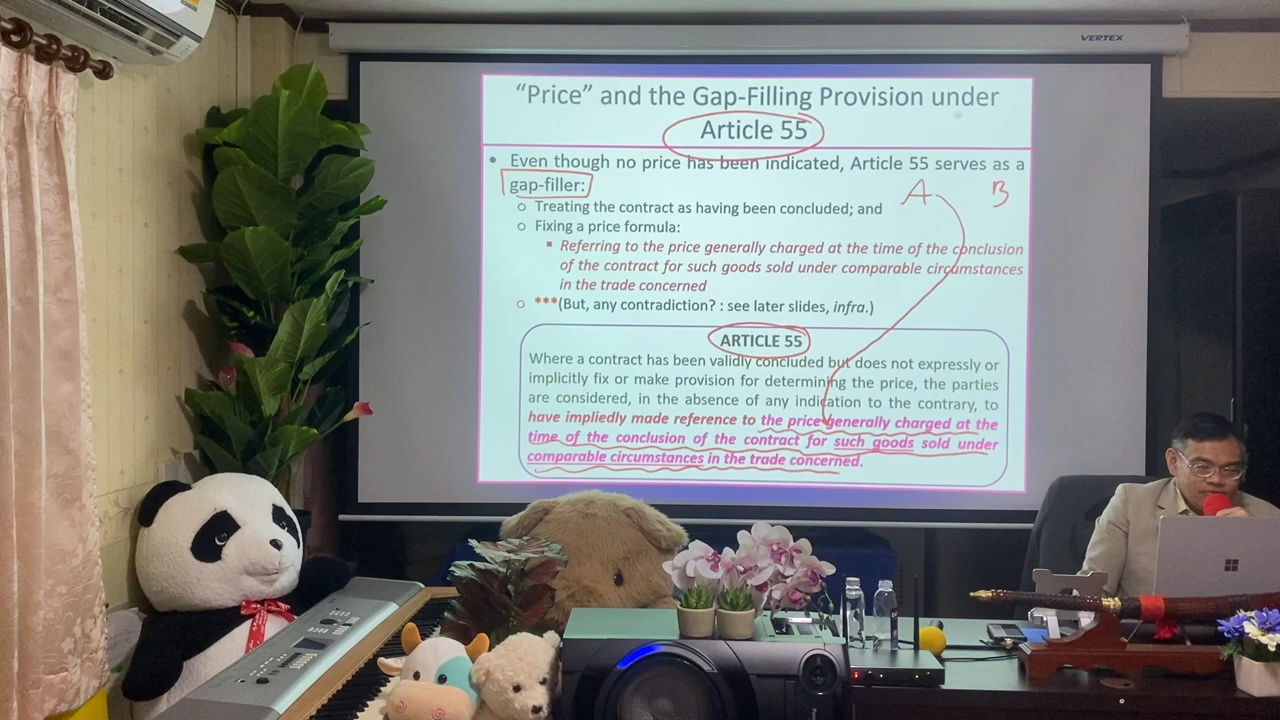 VERTEX
“Price” and the Gap-Filling Provision under
Article 55
• Even though no price has been indicated, Article 55 serves as a
gap-filler:
A B
o Treating the contract as having been concluded; and
o Fixing a price formula:
▪ Referring to the price generally charged at the time of the conclusion
of the contract for such goods sold under comparable circumstances
in the trade concerned
o ***(But, any contradiction? : see later slides, infra.)
ARTICLE 55
Where a contract has been validly concluded but does not expressly or
implicitly fix or make provision for determining the price, the parties
are considered, in the absence of any indication to the contrary, to
have impliedly made reference to the price generally charged at the
time of the conclusion of the contract for such goods sold under
comparable circumstances in the trade concerned.